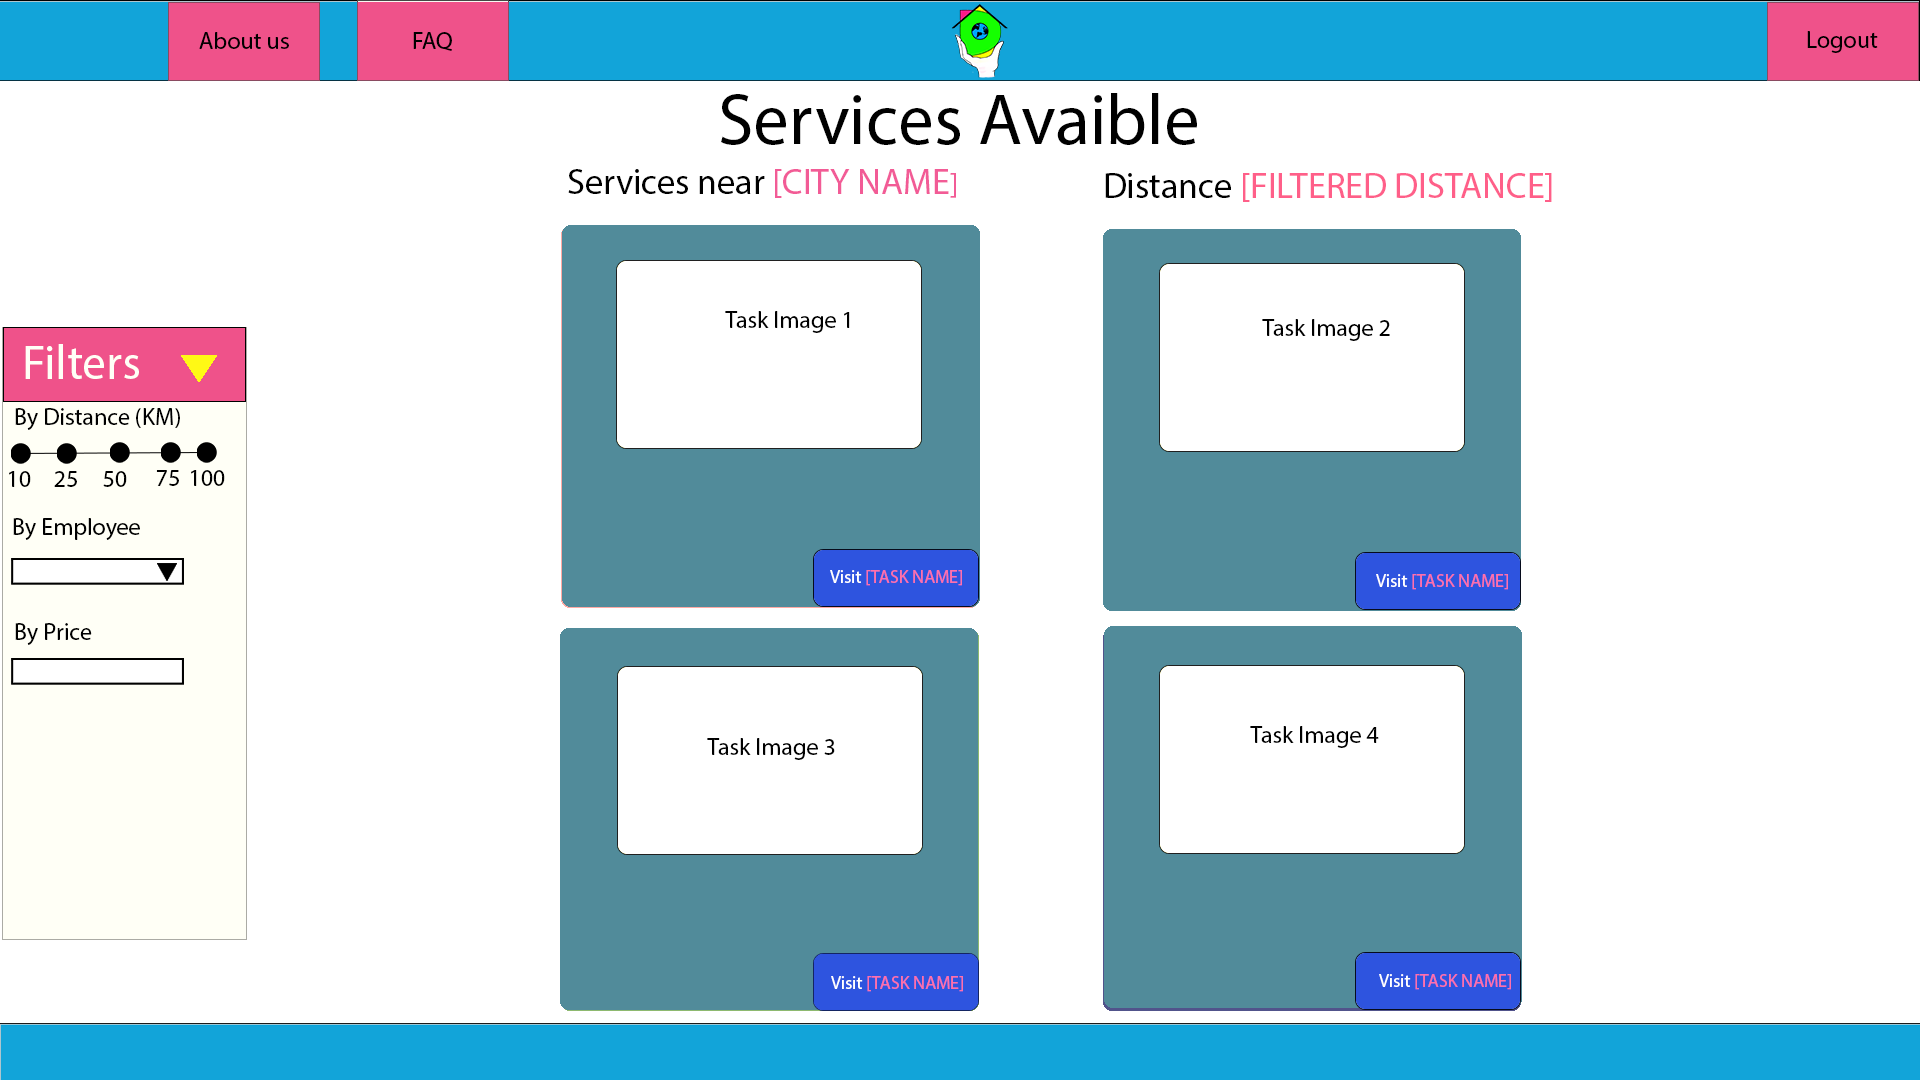 About us
FAQ
Logout
Services Avaible
Services near [CITY NAME]
Distance [FILTERED DISTANCE]
Task Image 1
Task Image 2
Filters
By Distance (KM)
10 25 50 75 100
By Employee
By Price
Visit [TASK NAME]
Visit [TASK NAME]
Task Image 3
Task Image 4
Visit [TASK NAME]
Visit [TASK NAME]